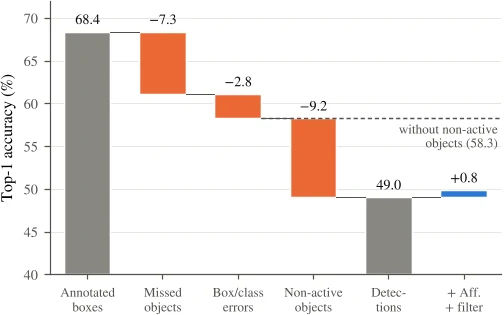 70
65
60
55
50
45
40
Top-1 accuracy (%)
68.4
−7.3
−2.8
−9.2
without non-active
objects (58.3)
49.0
+0.8
Annotated
boxes
Missed
objects
Box/class
errors
Non-active
objects
Detec-
tions
+ Aff.
+ filter